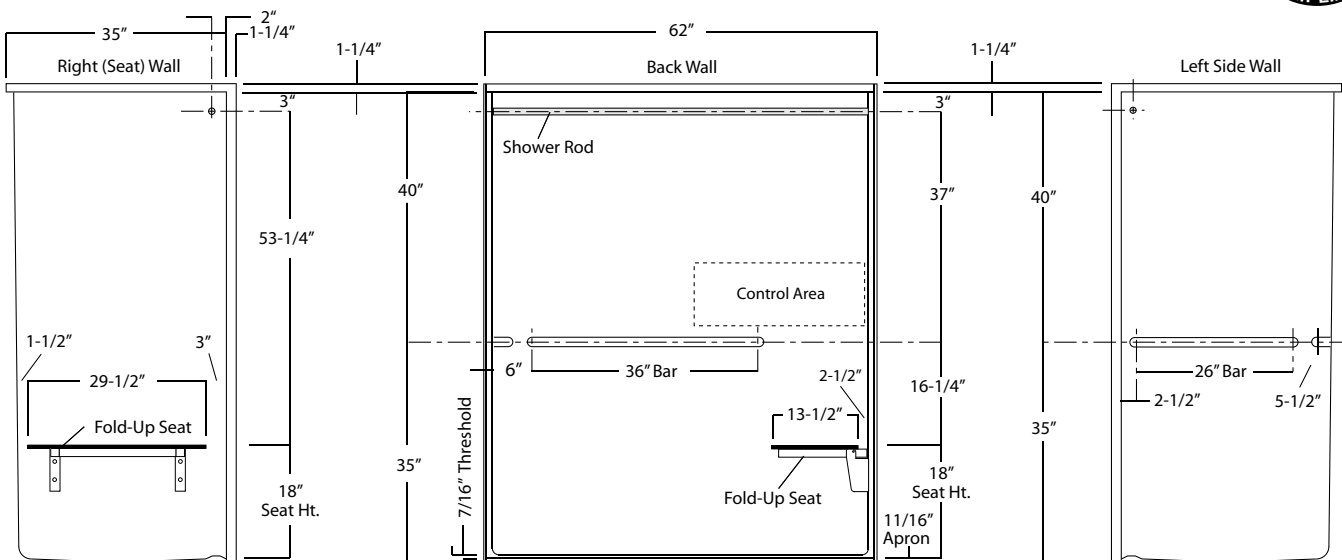 2"
35"
1-1/4"
62"
1-1/4"
1-1/4"
Right (Seat) Wall
Back Wall
Left Side Wall
3"
3"
Shower Rod
40"
37"
40"
53-1/4"
Control Area
1-1/2"
3"
6"
36" Bar
2-1/2"
26" Bar
29-1/2"
16-1/4"
2-1/2"
5-1/2"
13-1/2"
Fold-Up Seat
35"
35"
7/16" Threshold
18"
Seat Ht.
Fold-Up Seat
18"
Seat Ht.
11/16"
Apron